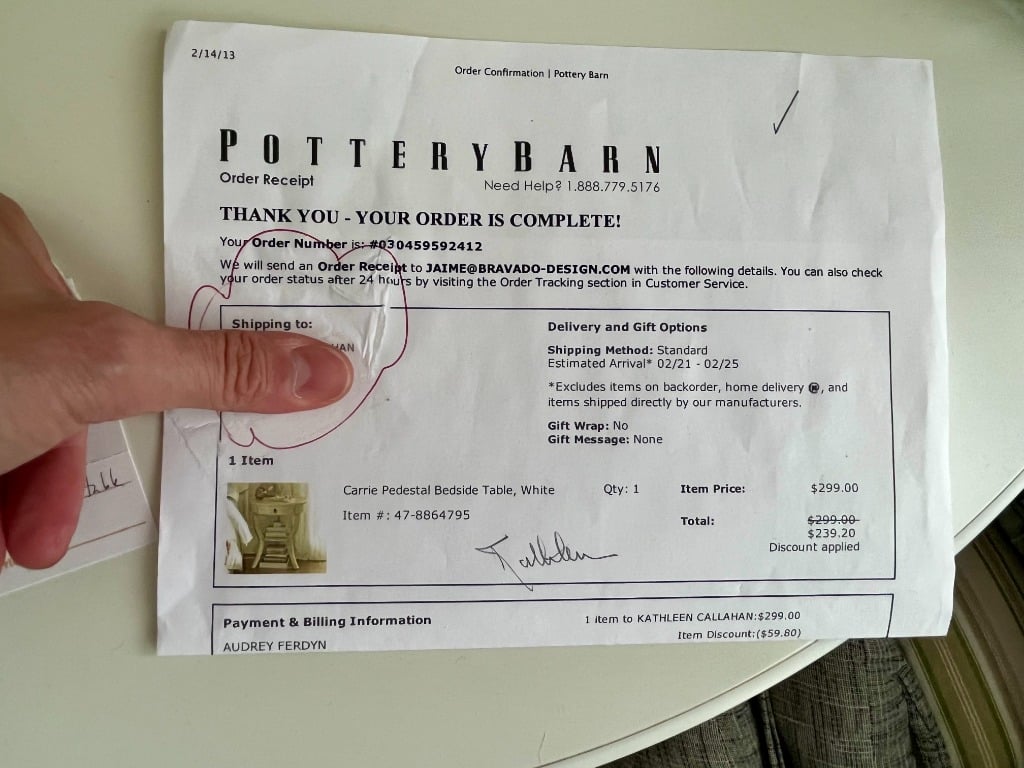 2/14/13
Order Confirmation | Pottery Barn
POTTERYBARN
Order Receipt
Need Help? 1.888.779.5176
THANK YOU - YOUR ORDER IS COMPLETE!
Your Order Number is: #030459592412
We will send an Order Receipt to JAIME@BRAVADO-DESIGN.COM with the following details. You can also check
your order status after 24 hours by visiting the Order Tracking section in Customer Service.
Shipping to:
Delivery and Gift Options
Shipping Method: Standard
Estimated Arrival* 02/21 - 02/25
*Excludes items on backorder, home delivery , and
items shipped directly by our manufacturers.
Gift Wrap: No
Gift Message: None
1 Item
Carrie Pedestal Bedside Table, White Qty: 1 Item Price: $299.00
Item #: 47-8864795
Total: $299.00
$239.20
Discount applied
Kathleen
Payment & Billing Information
1 item to KATHLEEN CALLAHAN:$299.00
Item Discount:($59.80)
AUDREY FERDYN